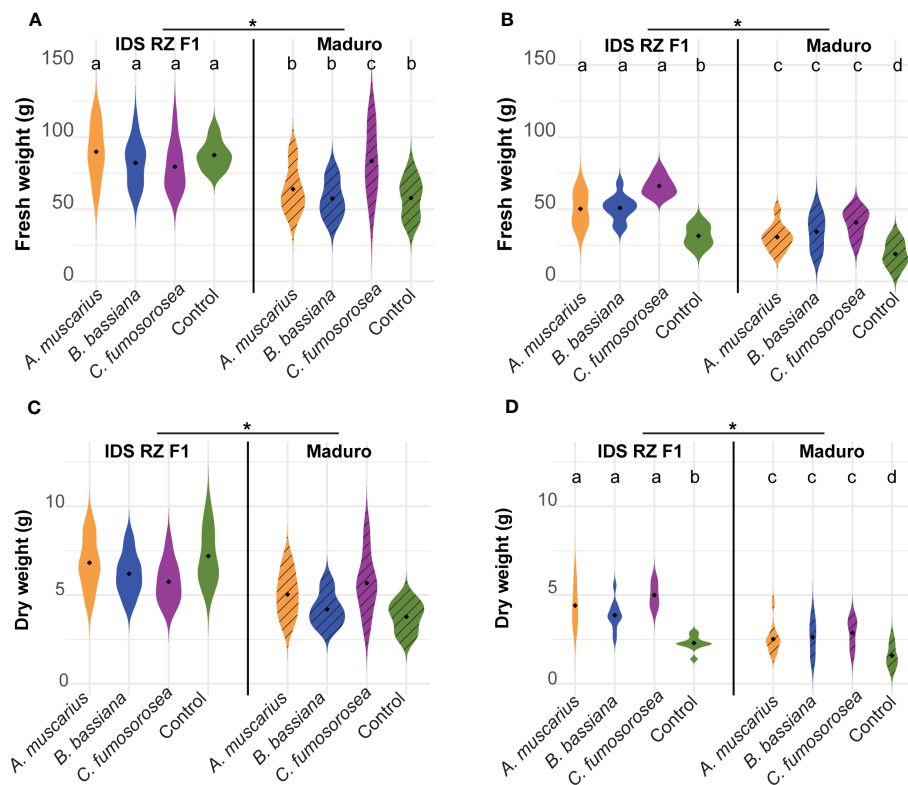 A
*
IDS RZ F1 Maduro
150
a a a a b b c b
100
50
0
Fresh weight (g)
A. muscarius B. bassiana C. fumosorosea Control A. muscarius B. bassiana C. fumosorosea Control
B
*
IDS RZ F1 Maduro
150
a a a b c c c d
100
50
0
Fresh weight (g)
A. muscarius B. bassiana C. fumosorosea Control A. muscarius B. bassiana C. fumosorosea Control
C
*
IDS RZ F1 Maduro
10
5
0
Dry weight (g)
A. muscarius B. bassiana C. fumosorosea Control A. muscarius B. bassiana C. fumosorosea Control
D
*
IDS RZ F1 Maduro
a a a b c c c d
10
5
0
Dry weight (g)
A. muscarius B. bassiana C. fumosorosea Control A. muscarius B. bassiana C. fumosorosea Control